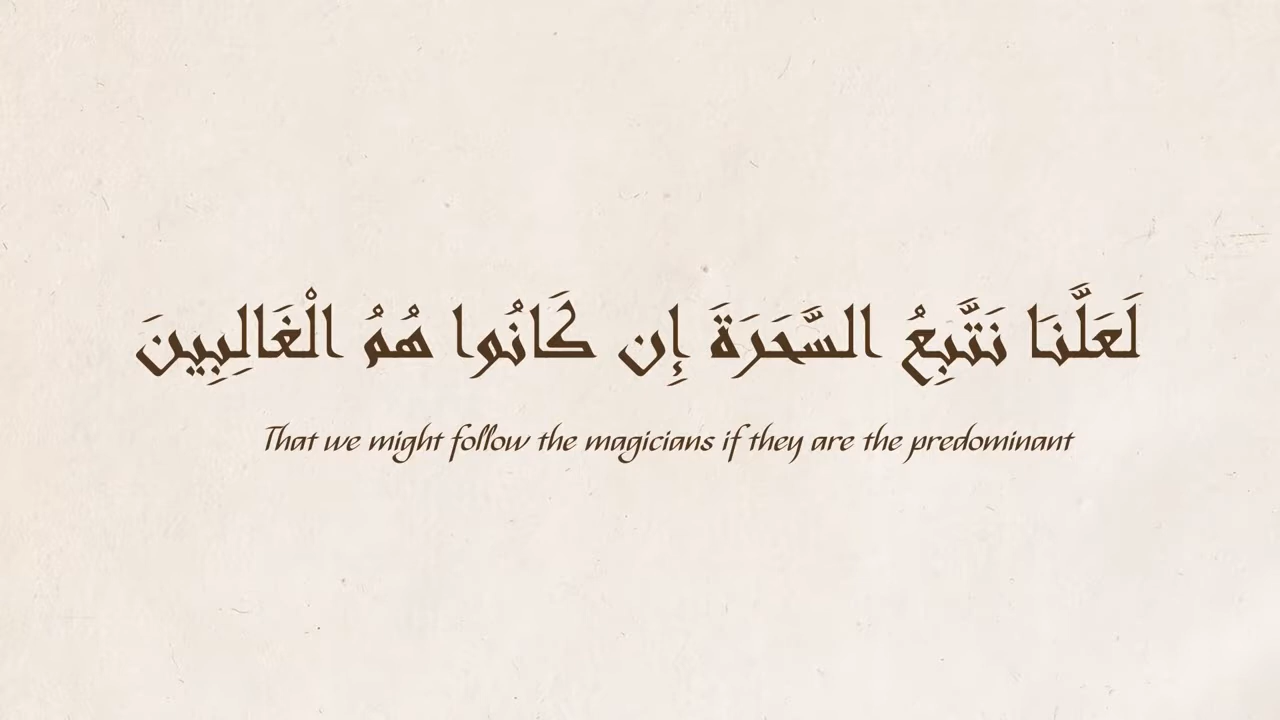 لَعَلَّنَا نَتَّبِعُ السَّحَرَةَ إِن كَانُوا هُمُ الْغَالِبِينَ
That we might follow the magicians if they are the predominant